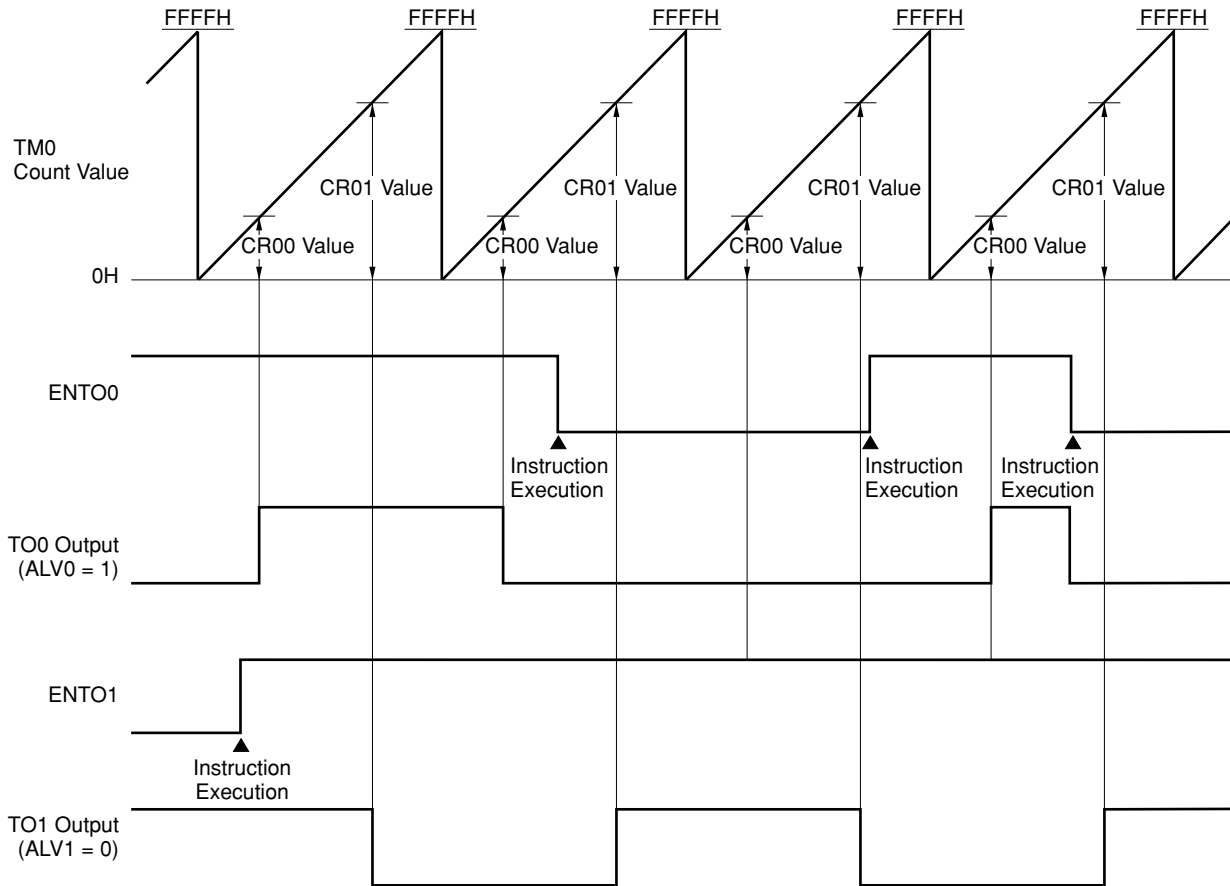 FFFFH FFFFH FFFFH FFFFH FFFFH
TM0
Count Value
CR01 Value CR01 Value CR01 Value CR01 Value
CR00 Value CR00 Value CR00 Value CR00 Value
0H
ENTO0
Instruction
Execution
Instruction
Execution
Instruction
Execution
TO0 Output
(ALV0 = 1)
ENTO1
Instruction
Execution
TO1 Output
(ALV1 = 0)